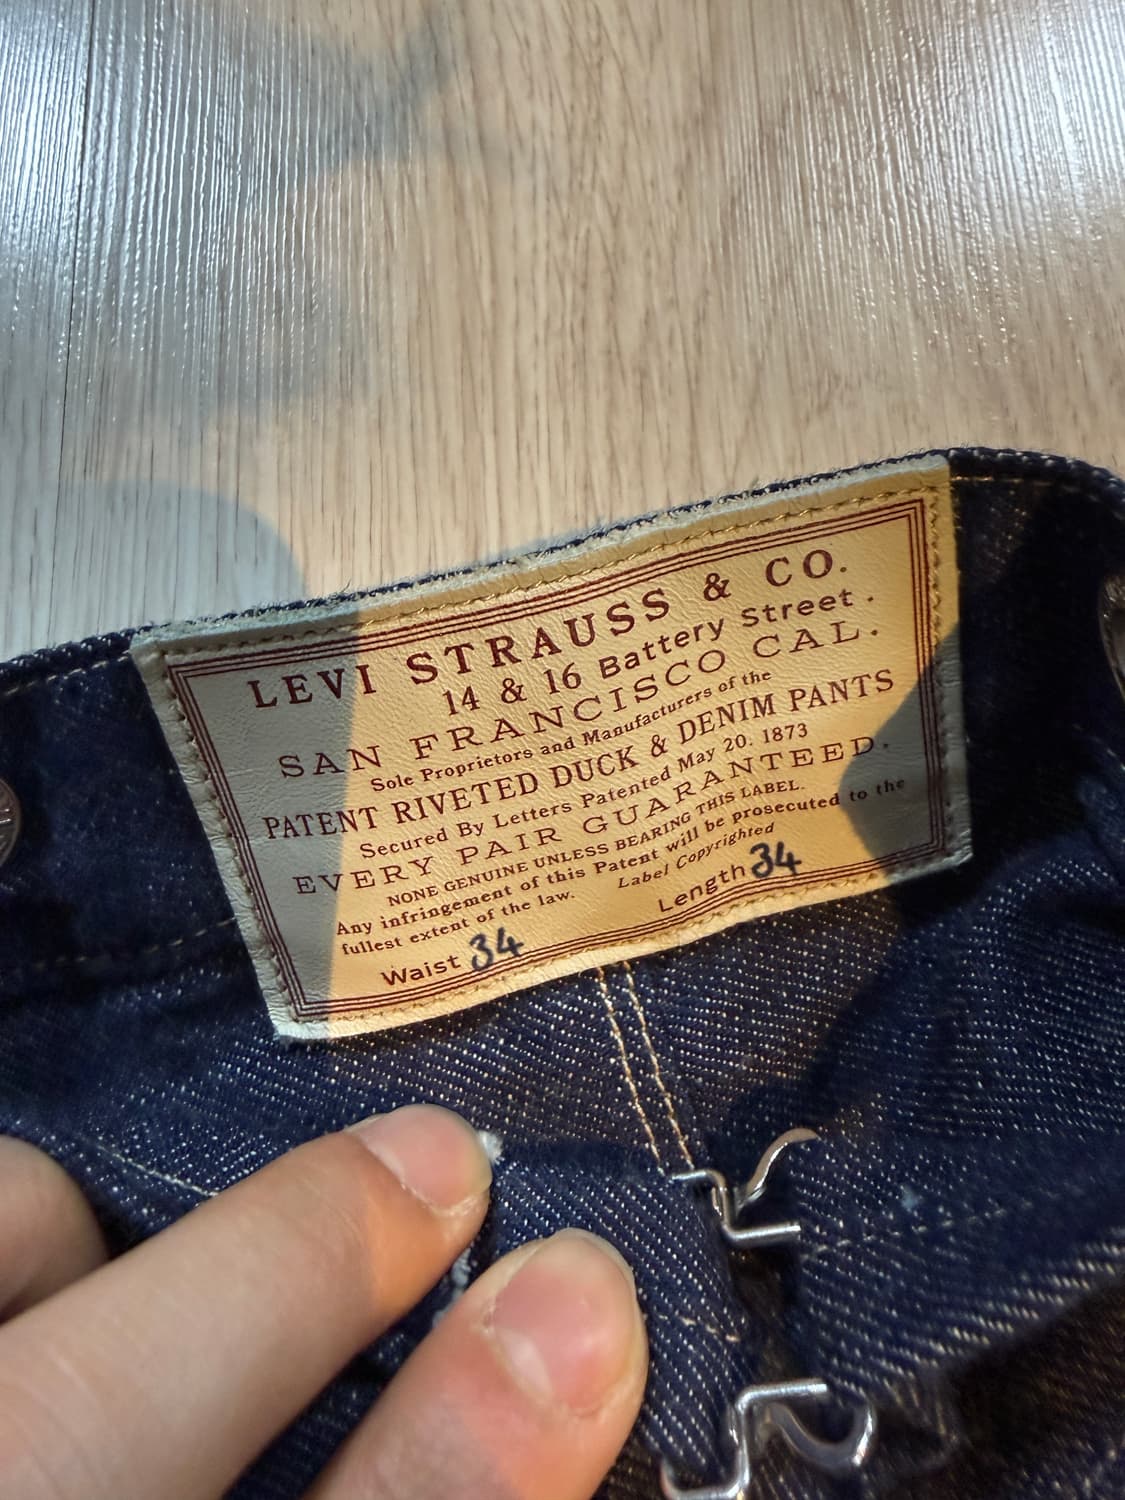 LEVI STRAUSS & CO.
14 & 16 Battery Street.
SAN FRANCISCO CAL.
Sole Proprietors and Manufacturers of the
PATENT RIVETED DUCK & DENIM PANTS
Secured By Letters Patented May 20. 1873
EVERY PAIR GUARANTEED.
NONE GENUINE UNLESS BEARING THIS LABEL.
Any infringement of this Patent will be prosecuted to the
fullest extent of the law. Label Copyrighted
Waist 34 Length 34